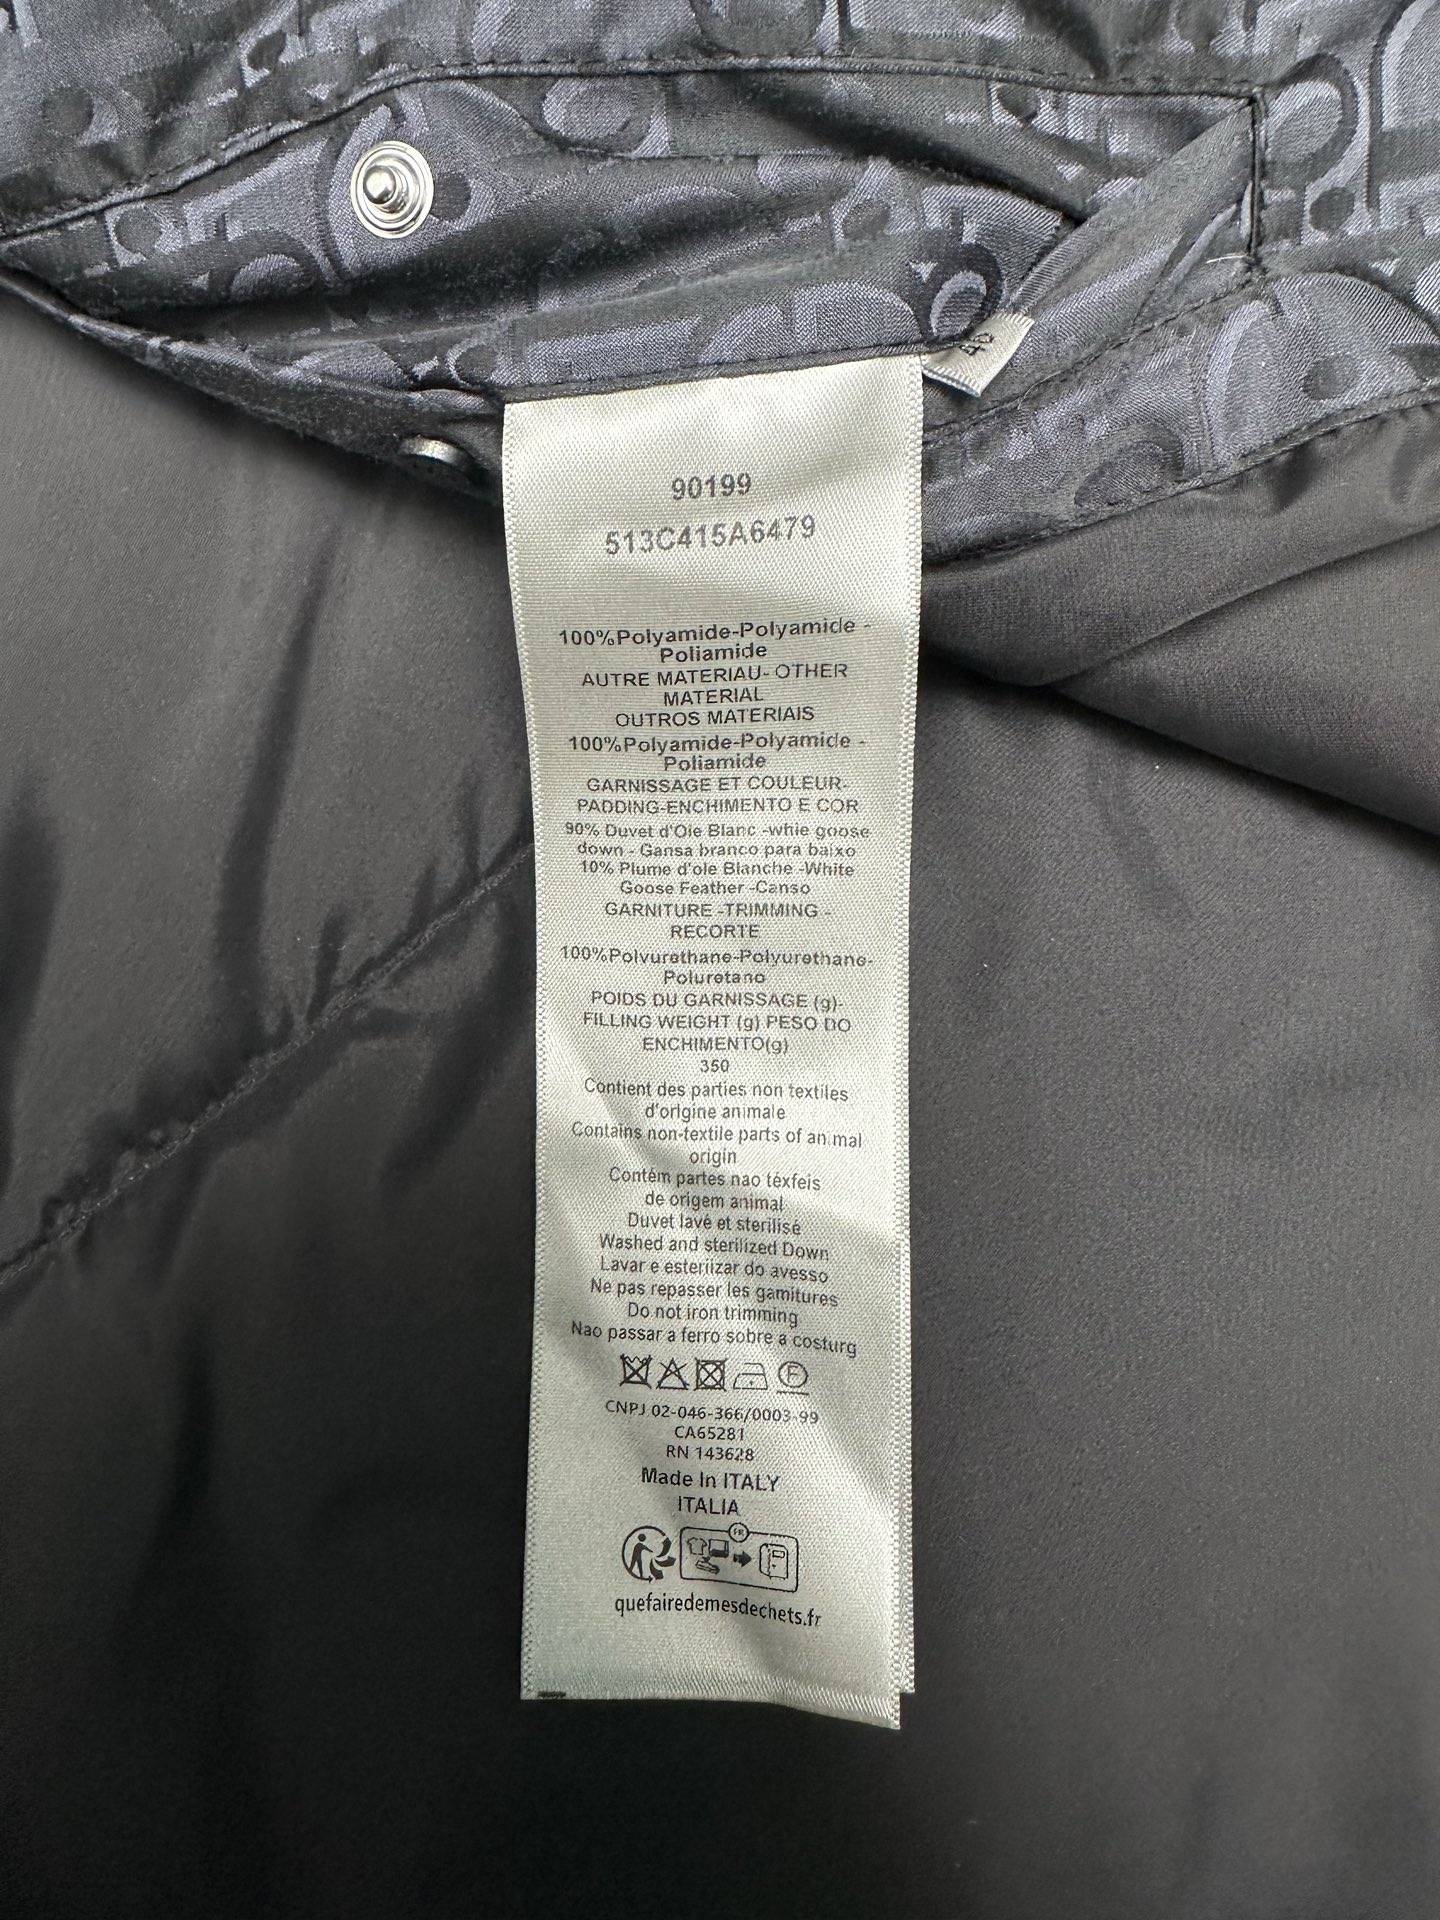 48
90199
513C415A6479
100%Polyamide-Polyamide -
Poliamide
AUTRE MATERIAU- OTHER
MATERIAL
OUTROS MATERIAIS
100%Polyamide-Polyamide -
Poliamide
GARNISSAGE ET COULEUR-
PADDING-ENCHIMENTO E COR
90% Duvet d'Oie Blanc -whie goose
down - Gansa branco para baixo
10% Plume d'oie Blanche -White
Goose Feather -Canso
GARNITURE -TRIMMING -
RECORTE
100%Polvurethane-Polyurethane-
Poluretano
POIDS DU GARNISSAGE (g)-
FILLING WEIGHT (g) PESO DO
ENCHIMENTO(g)
350
Contient des parties non textiles
d'origine animale
Contains non-textile parts of animal
origin
Contém partes nao téxfeis
de origem animal
Duvet lavé et sterilisé
Washed and sterilized Down
Lavar e esteriizar do avesso
Ne pas repasser les gamitures
Do not iron trimming
Nao passar a ferro sobre a costurg
F
CNPJ 02-046-366/0003-99
CA65281
RN 143628
Made In ITALY
ITALIA
FR
quefairedemesdechets.fr